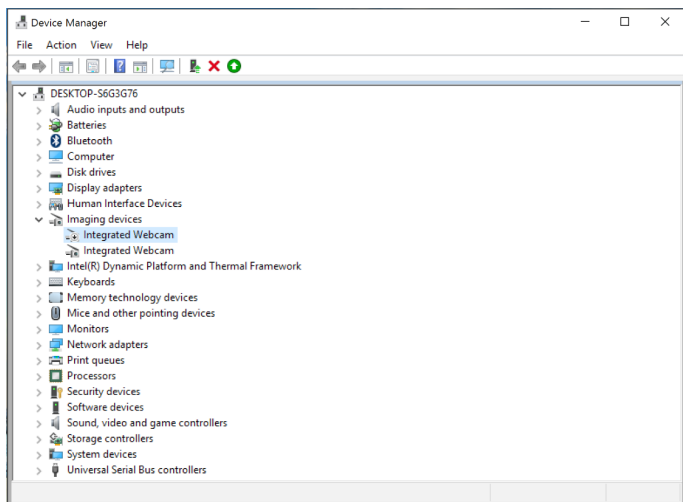 Device Manager
File Action View Help
DESKTOP-S6G3G76
Audio inputs and outputs
Batteries
Bluetooth
Computer
Disk drives
Display adapters
Human Interface Devices
Imaging devices
Integrated Webcam
Integrated Webcam
Intel(R) Dynamic Platform and Thermal Framework
Keyboards
Memory technology devices
Mice and other pointing devices
Monitors
Network adapters
Print queues
Processors
Security devices
Software devices
Sound, video and game controllers
Storage controllers
System devices
Universal Serial Bus controllers